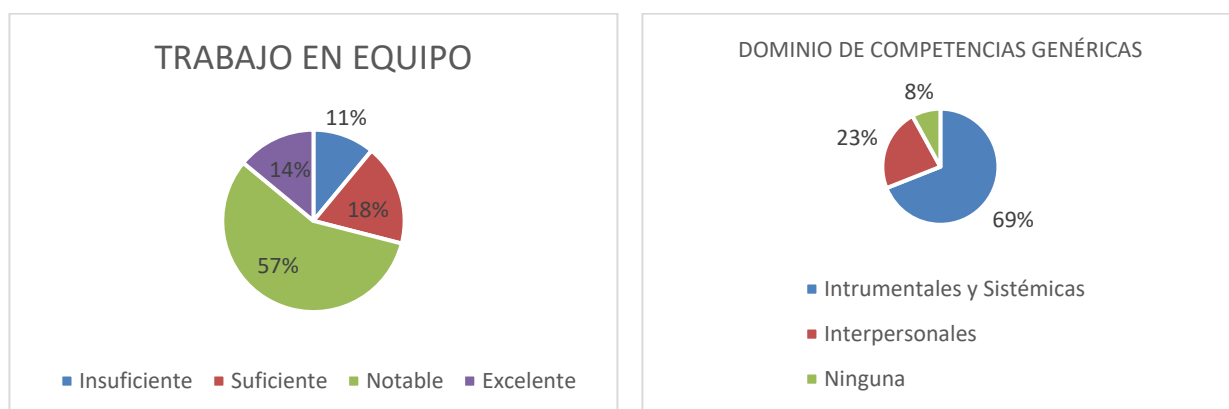 TRABAJO EN EQUIPO
11%
14%
18%
57%
Insuficiente Suficiente Notable Excelente
DOMINIO DE COMPETENCIAS GENÉRICAS
8%
23%
69%
Intrumentales y Sistémicas
Interpersonales
Ninguna